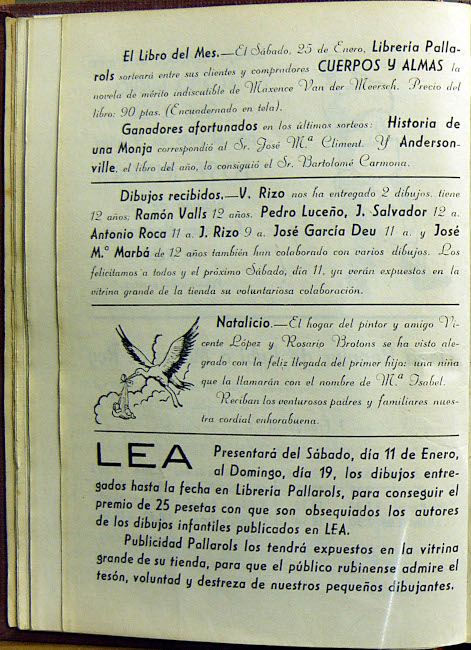 El Libro del Mes.—El Sábado, 25 de Enero, Librería Palla-
rols sorteará entre sus clientes y compradores CUERPOS Y ALMAS la
novela de mérito indiscutible de Maxence Van der Meersch. Precio del
libro: 90 ptas. (Encuadernado en tela).
Ganadores afortunados en los últimos sorteos: Historia de
una Monja correspondió al Sr. José M.ª Climent. Y Anderson-
ville, el libro del año, lo consiguió el Sr. Bartolomé Carmona.
Dibujos recibidos.—V. Rizo nos ha entregado 2 dibujos, tiene
12 años, Ramón Valls 12 años. Pedro Luceño, J. Salvador 12 a.
Antonio Roca 11 a. J. Rizo 9 a. José García Deu 11 a. y José
M.ª Marbá de 12 años también han colaborado con varios dibujos. Los
felicitamos a todos y el próximo Sábado, día 11, ya verán expuestos en la
vitrina grande de la tienda su voluntariosa colaboración.
Natalicio.—El hogar del pintor y amigo Vi-
cente López y Rosario Brotons se ha visto ale-
grado con la feliz llegada del primer hijo: una niña
que la llamarán con el nombre de M.ª Isabel.
Reciban los venturosos padres y familiares nues-
tra cordial enhorabuena.
LEA Presentará del Sábado, día 11 de Enero,
al Domingo, día 19, los dibujos entre-
gados hasta la fecha en Librería Pallarols, para conseguir el
premio de 25 pesetas con que son obsequiados los autores
de los dibujos infantiles publicados en LEA.
Publicidad Pallarols los tendrá expuestos en la vitrina
grande de su tienda, para que el público rubinense admire el
tesón, voluntad y destreza de nuestros pequeños dibujantes.